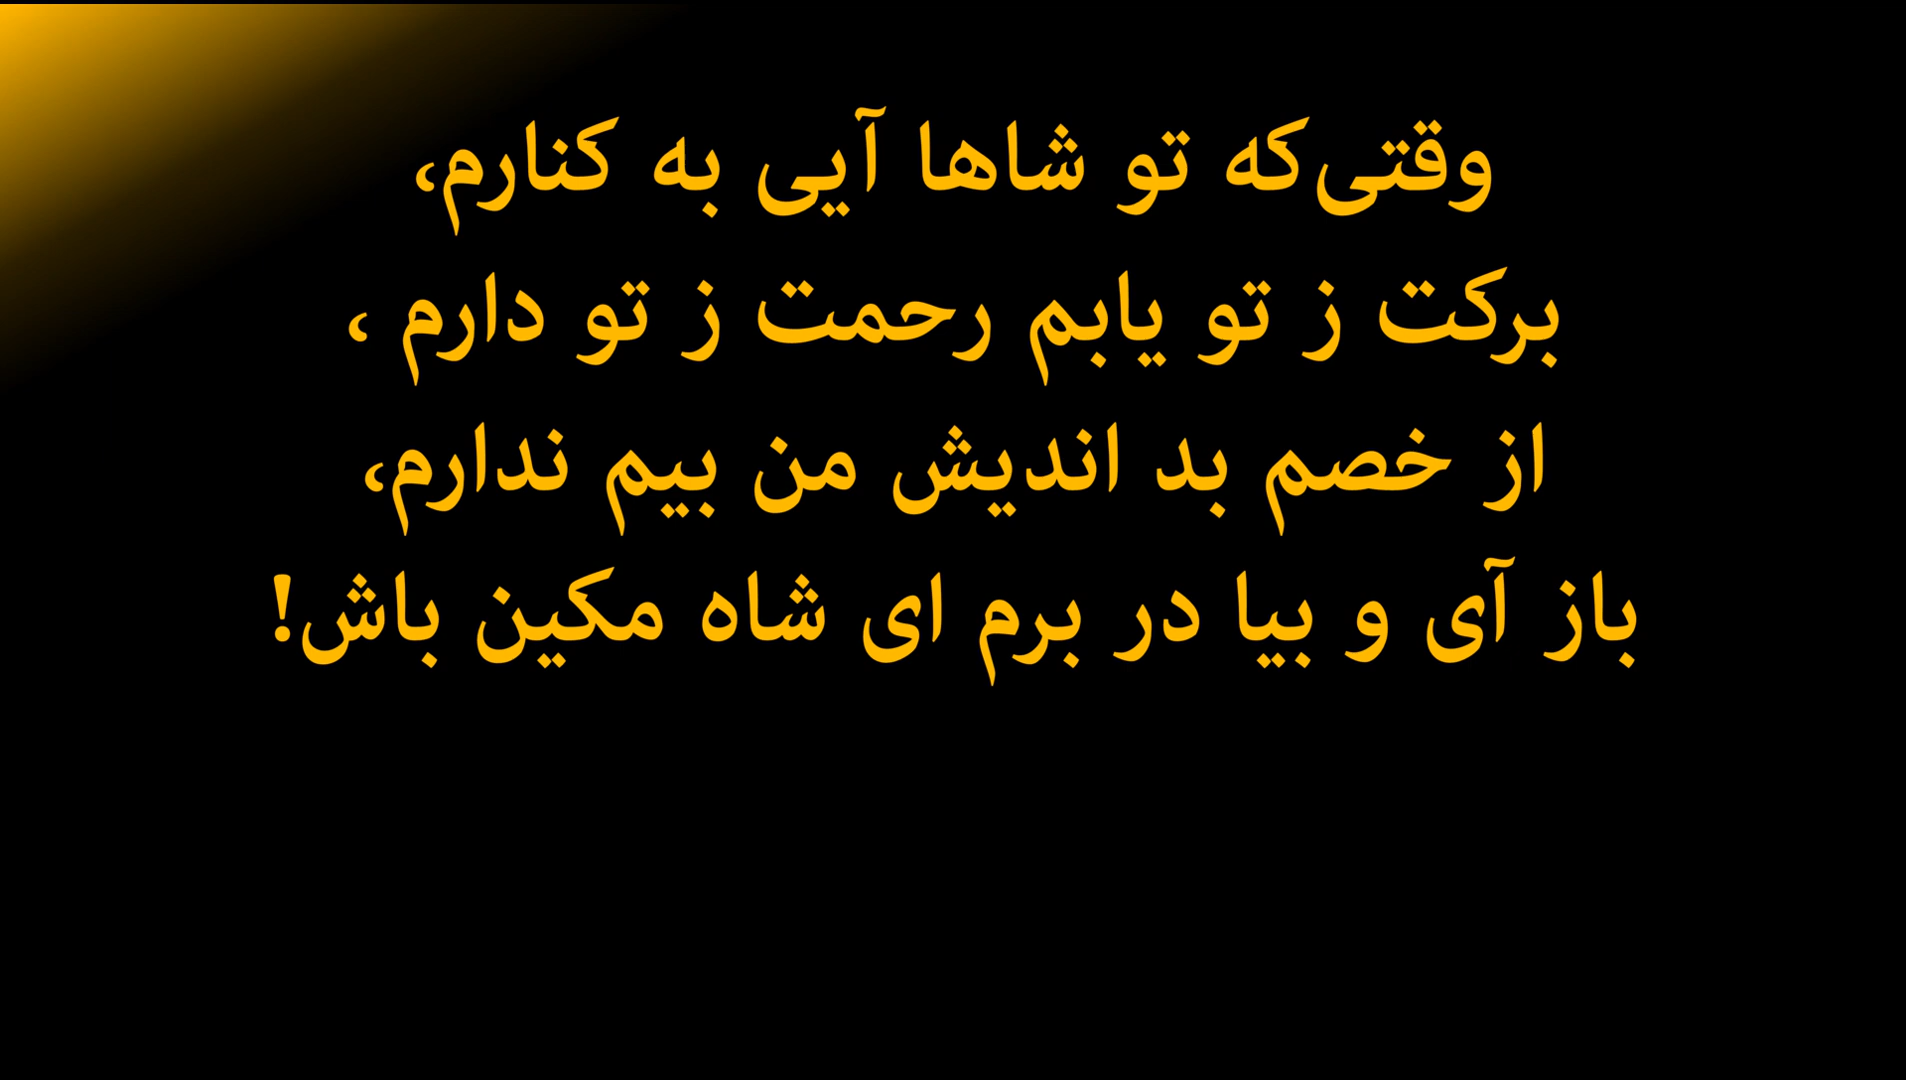 وقتی‌که تو شاها آیی به کنارم،
برکت ز تو یابم رحمت ز تو دارم ،
از خصم بد اندیش من بیم ندارم،
باز آی و بیا در برم ای شاه مکین باش!